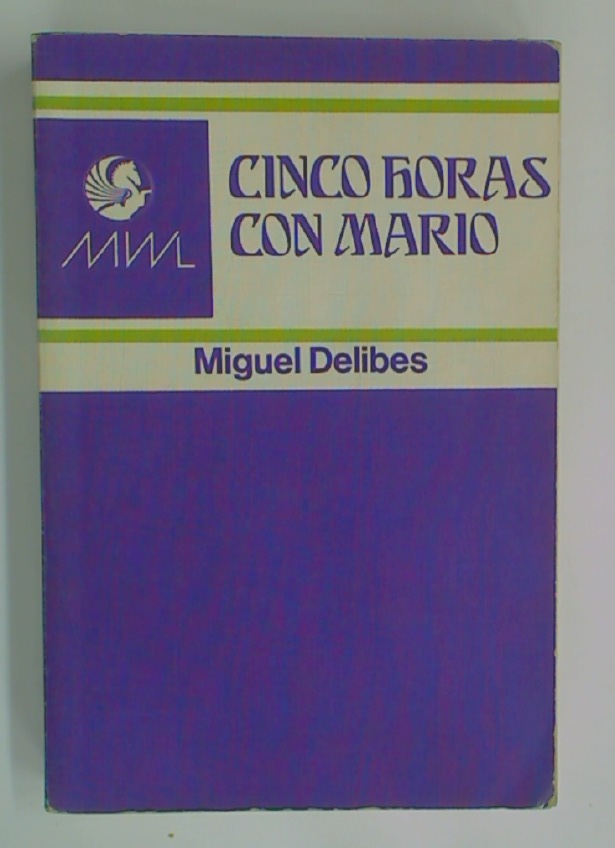 CINCO HORAS
CON MARIO
MWL
Miguel Delibes